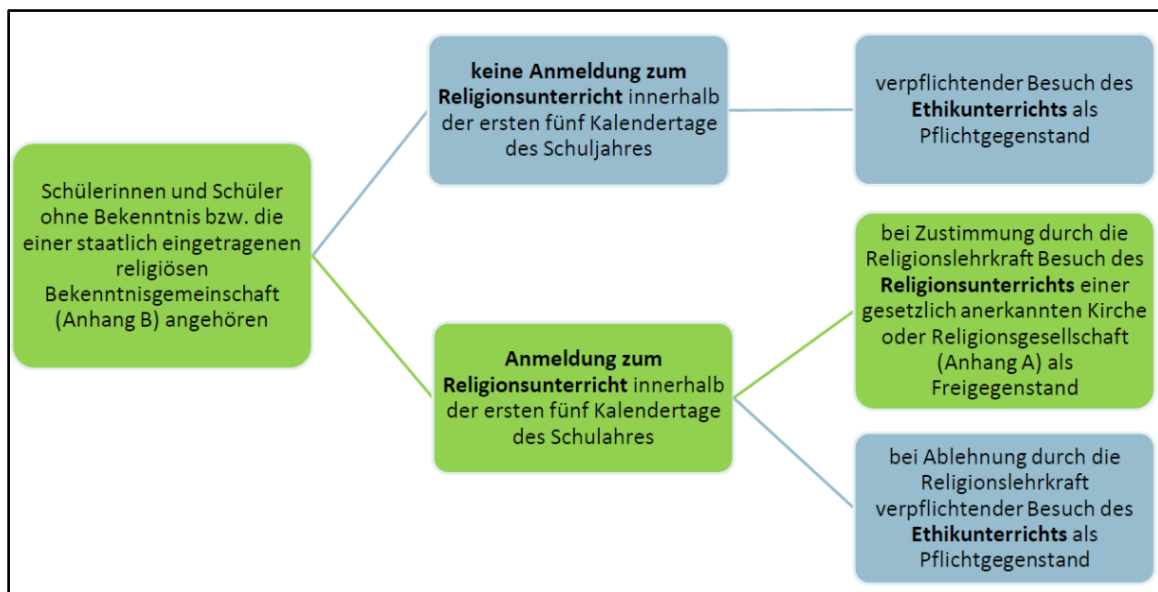 Schülerinnen und Schüler
ohne Bekenntnis bzw. die
einer staatlich eingetragenen
religiösen
Bekenntnisgemeinschaft
(Anhang B) angehören
keine Anmeldung zum
Religionsunterricht innerhalb
der ersten fünf Kalendertage
des Schuljahres
verpflichtender Besuch des
Ethikunterrichts als
Pflichtgegenstand
Anmeldung zum
Religionsunterricht innerhalb
der ersten fünf Kalendertage
des Schulahres
bei Zustimmung durch die
Religionslehrkraft Besuch des
Religionsunterrichts einer
gesetzlich anerkannten Kirche
oder Religionsgesellschaft
(Anhang A) als
Freigegenstand
bei Ablehnung durch die
Religionslehrkraft
verpflichtender Besuch des
Ethikunterrichts als
Pflichtgegenstand